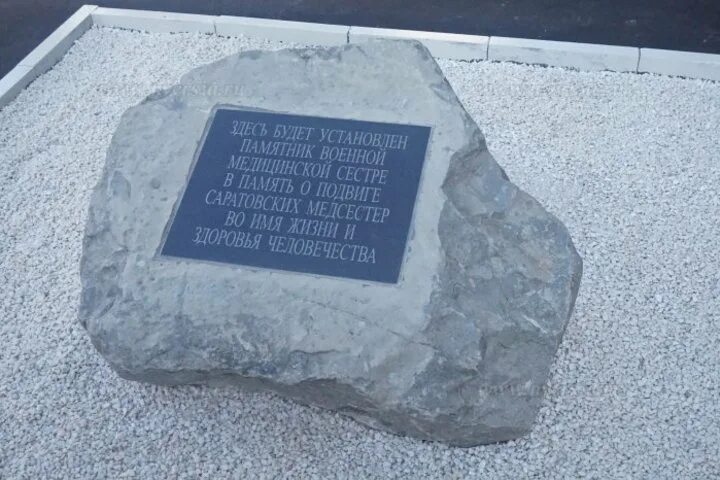 ЗДЕСЬ БУДЕТ УСТАНОВЛЕН
ПАМЯТНИК ВОЕННОЙ
МЕДИЦИНСКОЙ СЕСТРЕ
В ПАМЯТЬ О ПОДВИГЕ
САРАТОВСКИХ МЕДСЕСТЕР
ВО ИМЯ ЖИЗНИ И
ЗДОРОВЬЯ ЧЕЛОВЕЧЕСТВА